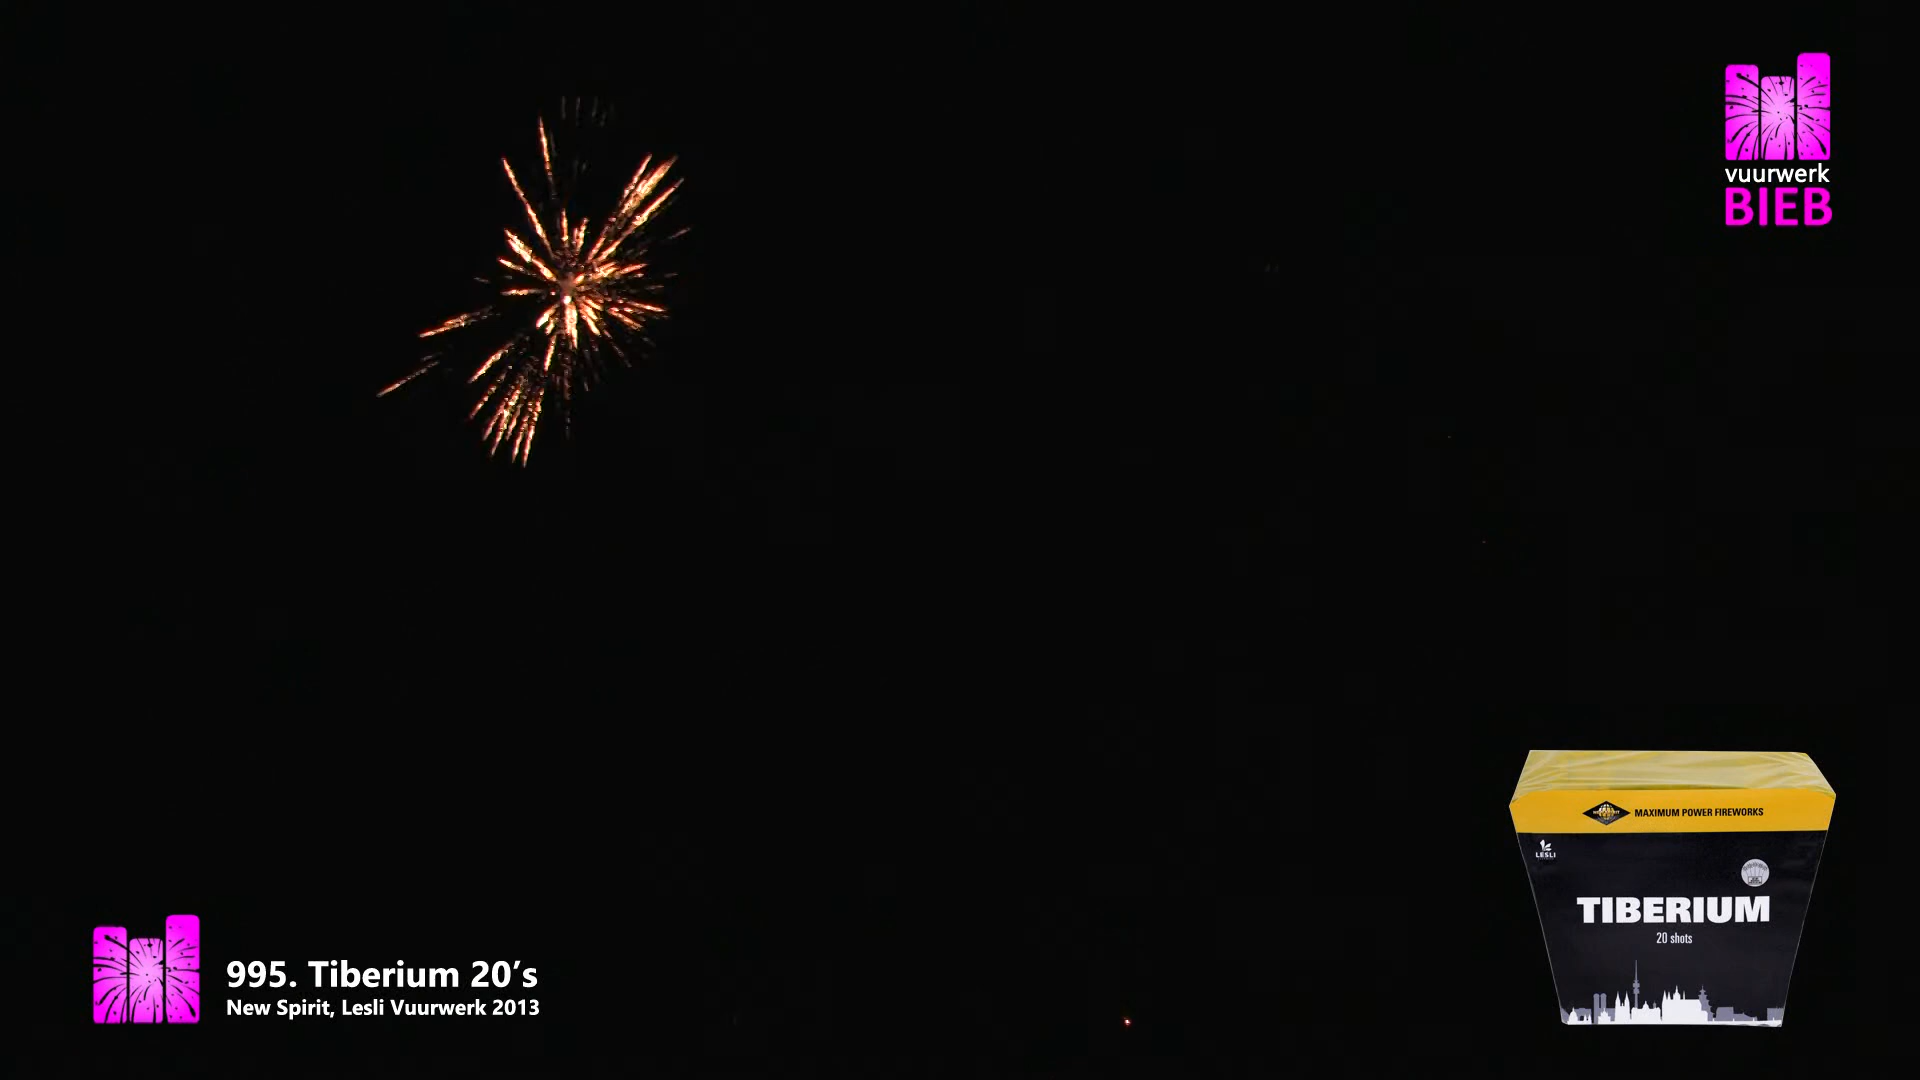 vuurwerk
BIEB
MAXIMUM POWER FIREWORKS
LESLI
TIBERIUM
20 shots
995. Tiberium 20's
New Spirit, Lesli Vuurwerk 2013